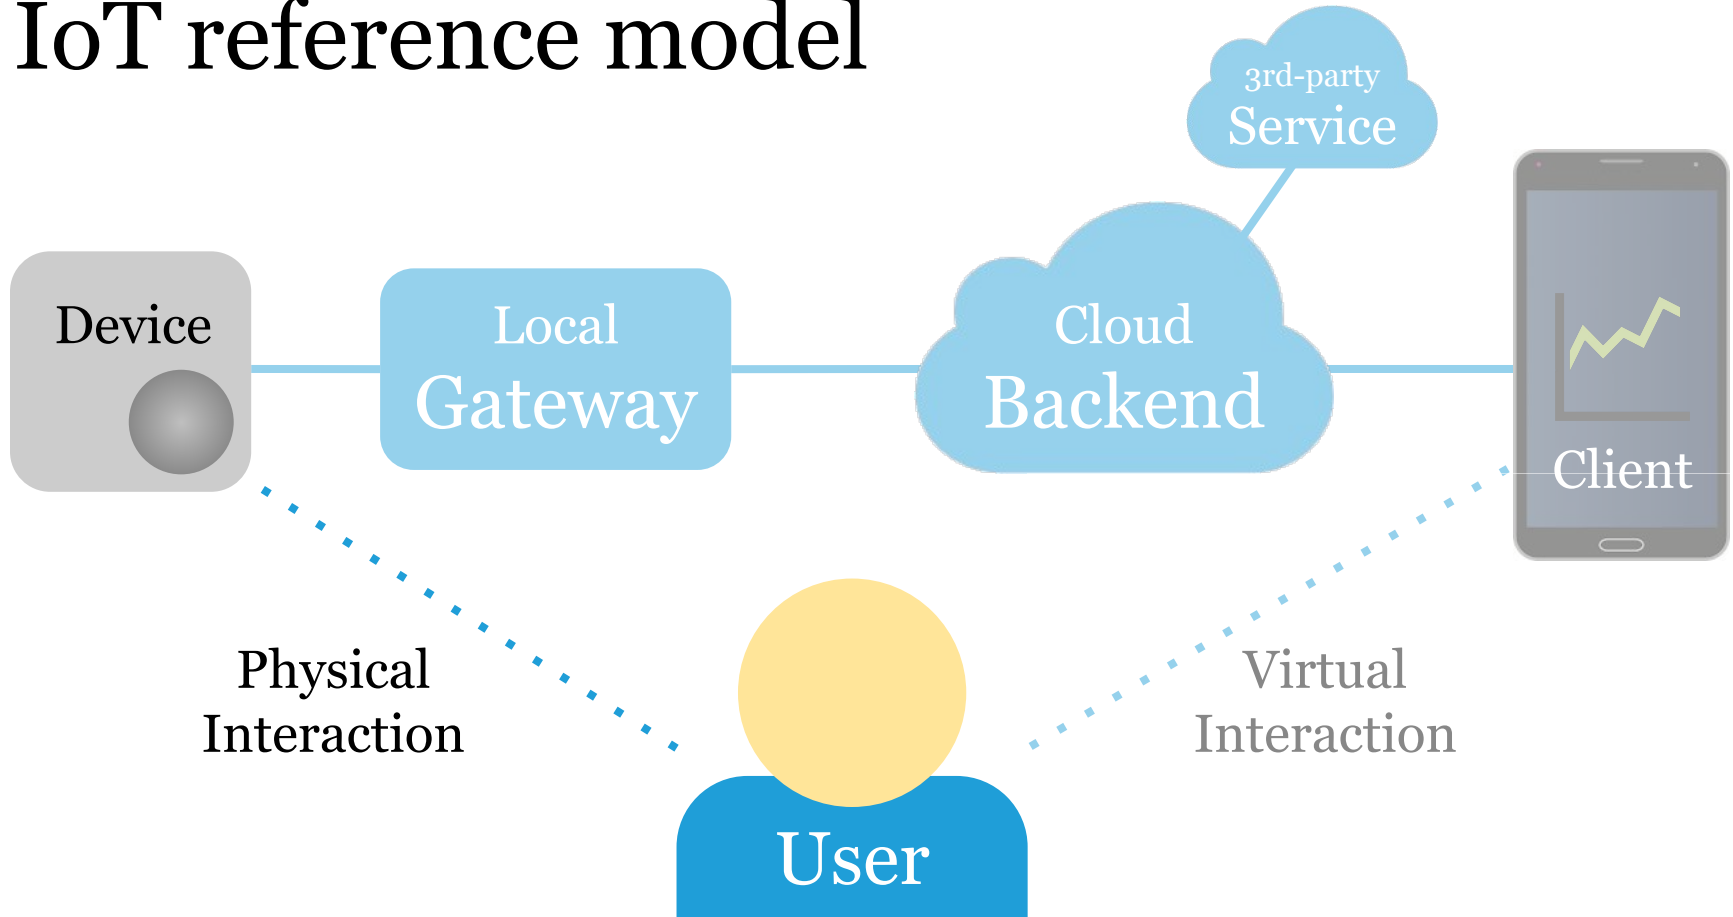 IoT reference model
3rd-party
Service
Device
Local
Gateway
Cloud
Backend
Client
Physical
Interaction
Virtual
Interaction
User